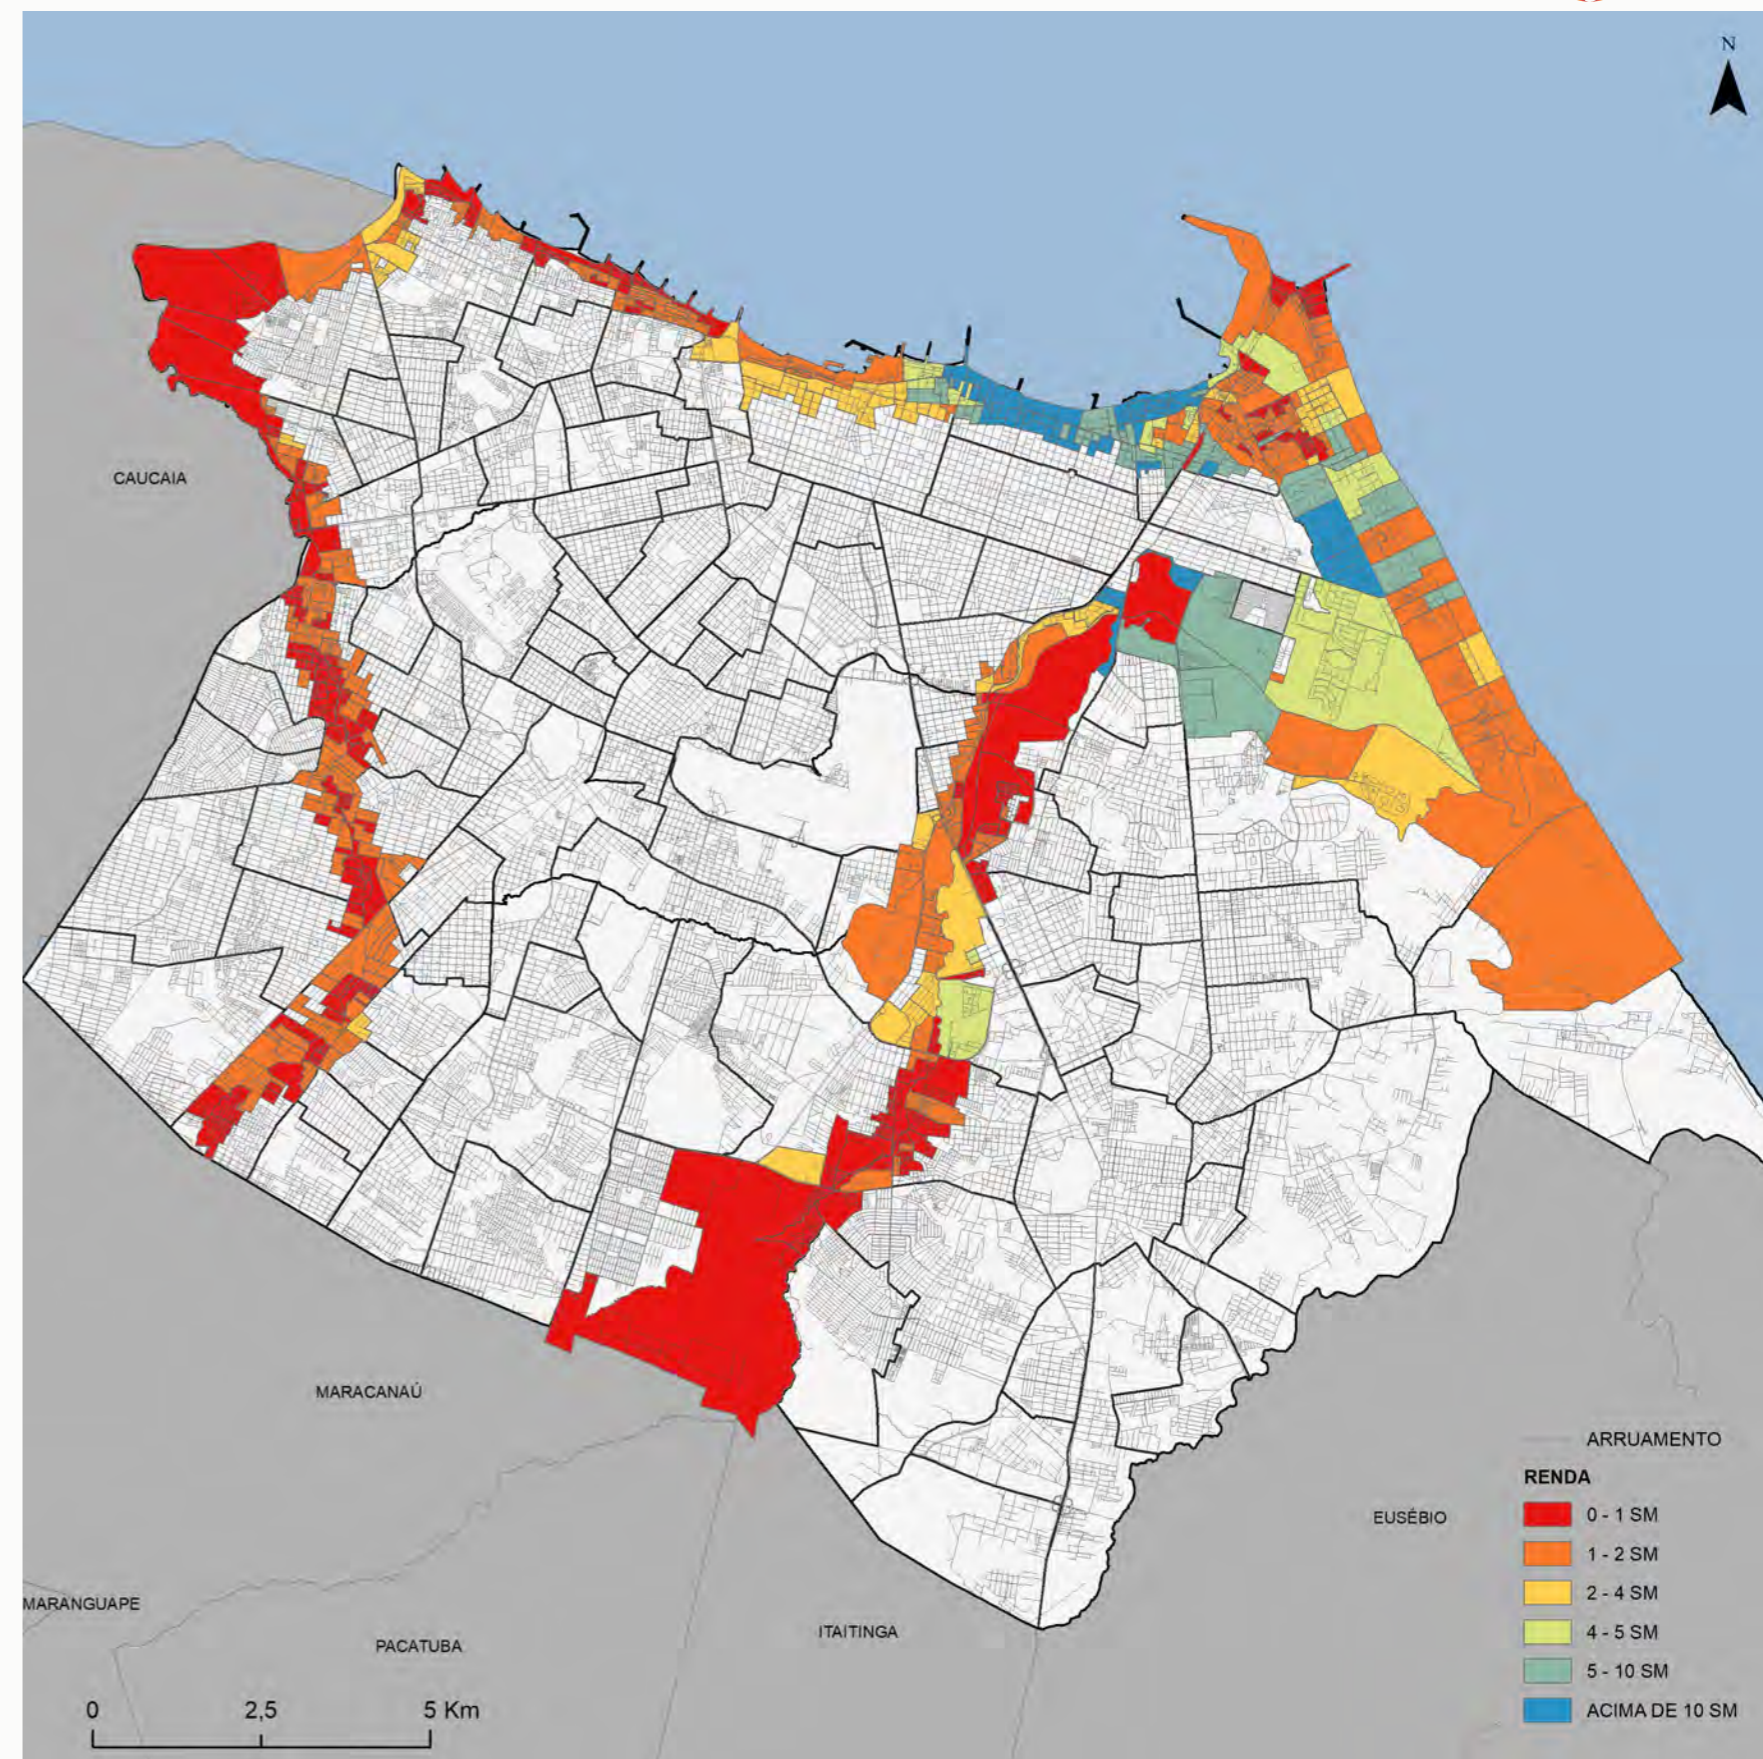 N
CAUCAIA
MARACANAÚ
EUSÉBIO
MARANGUAPE
PACATUBA
ITAITINGA
ARRUAMENTO
RENDA
0 - 1 SM
1 - 2 SM
2 - 4 SM
4 - 5 SM
5 - 10 SM
ACIMA DE 10 SM
0 2,5 5 Km